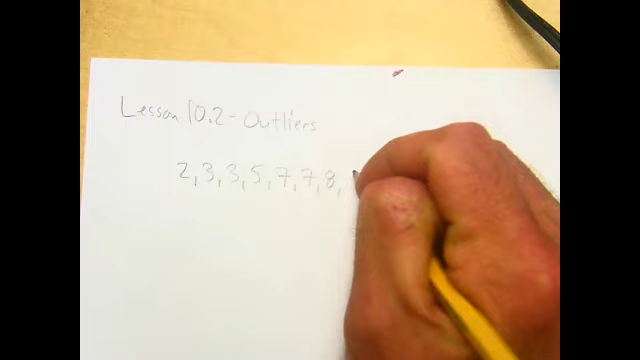 Lesson 10.2 - Outliers
2, 3, 3, 5, 7, 7, 8,